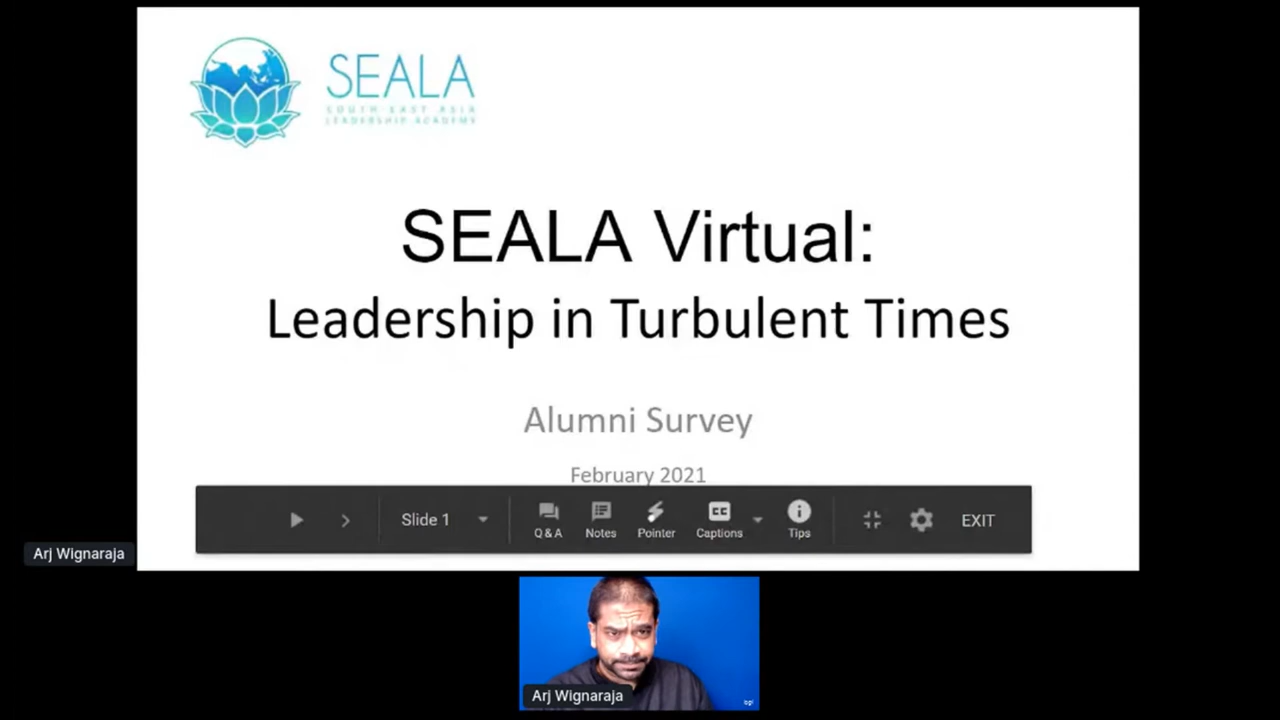 SEALA
SOUTH EAST ASIA
LEADERSHIP ACADEMY
SEALA Virtual:
Leadership in Turbulent Times
Alumni Survey
February 2021
Slide 1
Q & A
Notes
CC
Pointer
Captions
Tips
EXIT
Arj Wignaraja
Arj Wignaraja